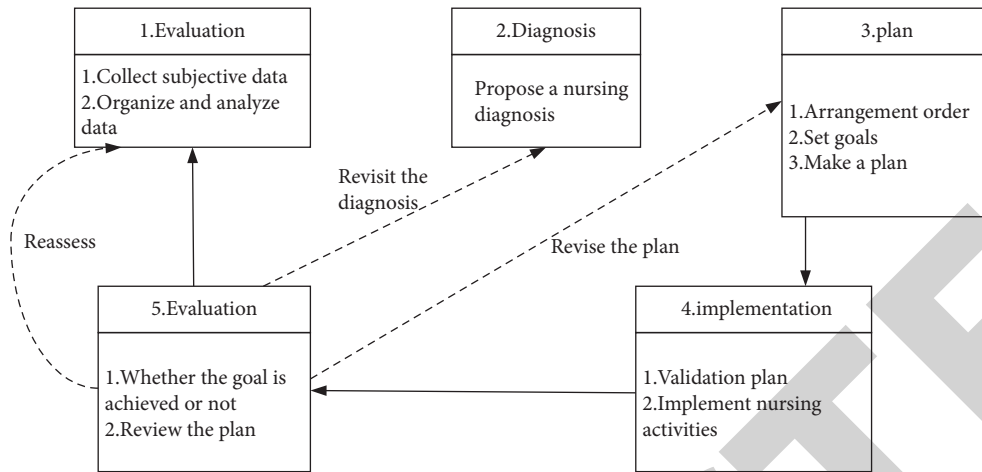 1.Evaluation
1.Collect subjective data
2.Organize and analyze
data
2.Diagnosis
Propose a nursing
diagnosis
3.plan
1.Arrangement order
2.Set goals
3.Make a plan
Revisit the
diagnosis
Reassess
Revise the plan
5.Evaluation
1.Whether the goal is
achieved or not
2.Review the plan
4.implementation
1.Validation plan
2.Implement nursing
activities